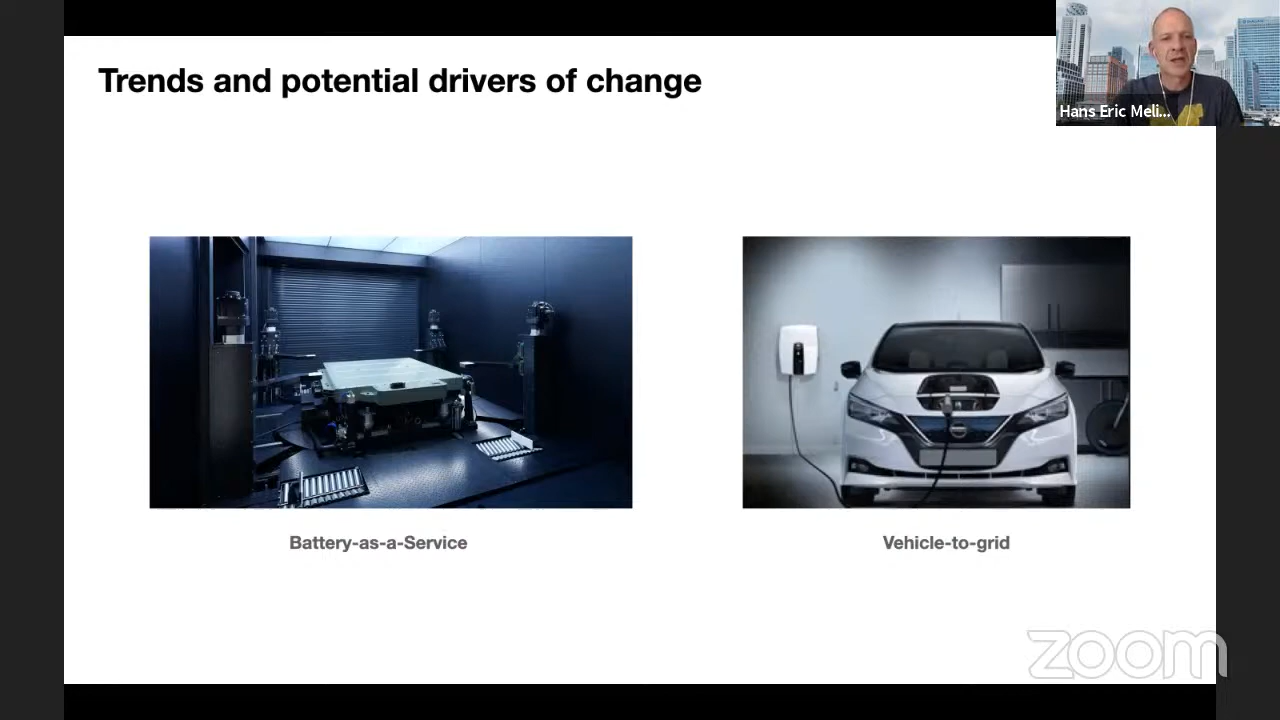 Trends and potential drivers of change
Hans Eric Meli...
Battery-as-a-Service
Vehicle-to-grid
zoom